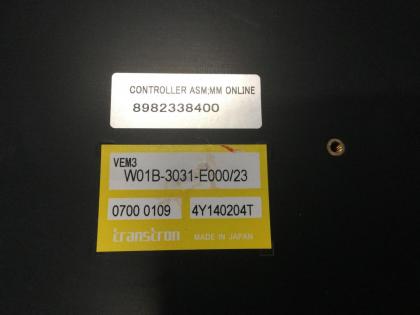 CONTROLLER ASM;MM ONLINE
8982338400
VEM3
W01B-3031-E000/23
0700 0109 4Y140204T
transtron MADE IN JAPAN